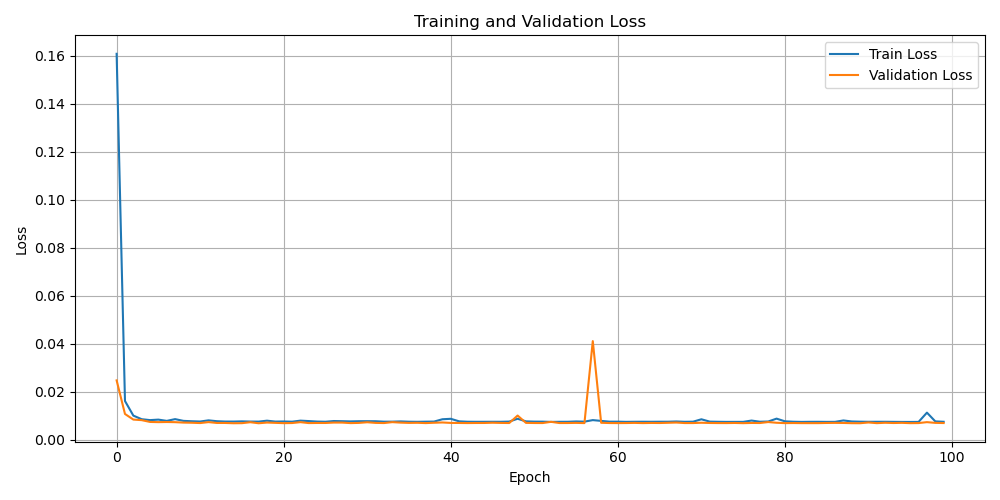 Training and Validation Loss
Train Loss
Validation Loss
0.16
0.14
0.12
0.10
0.08
0.06
0.04
0.02
0.00
Loss
0 20 40 60 80 100
Epoch